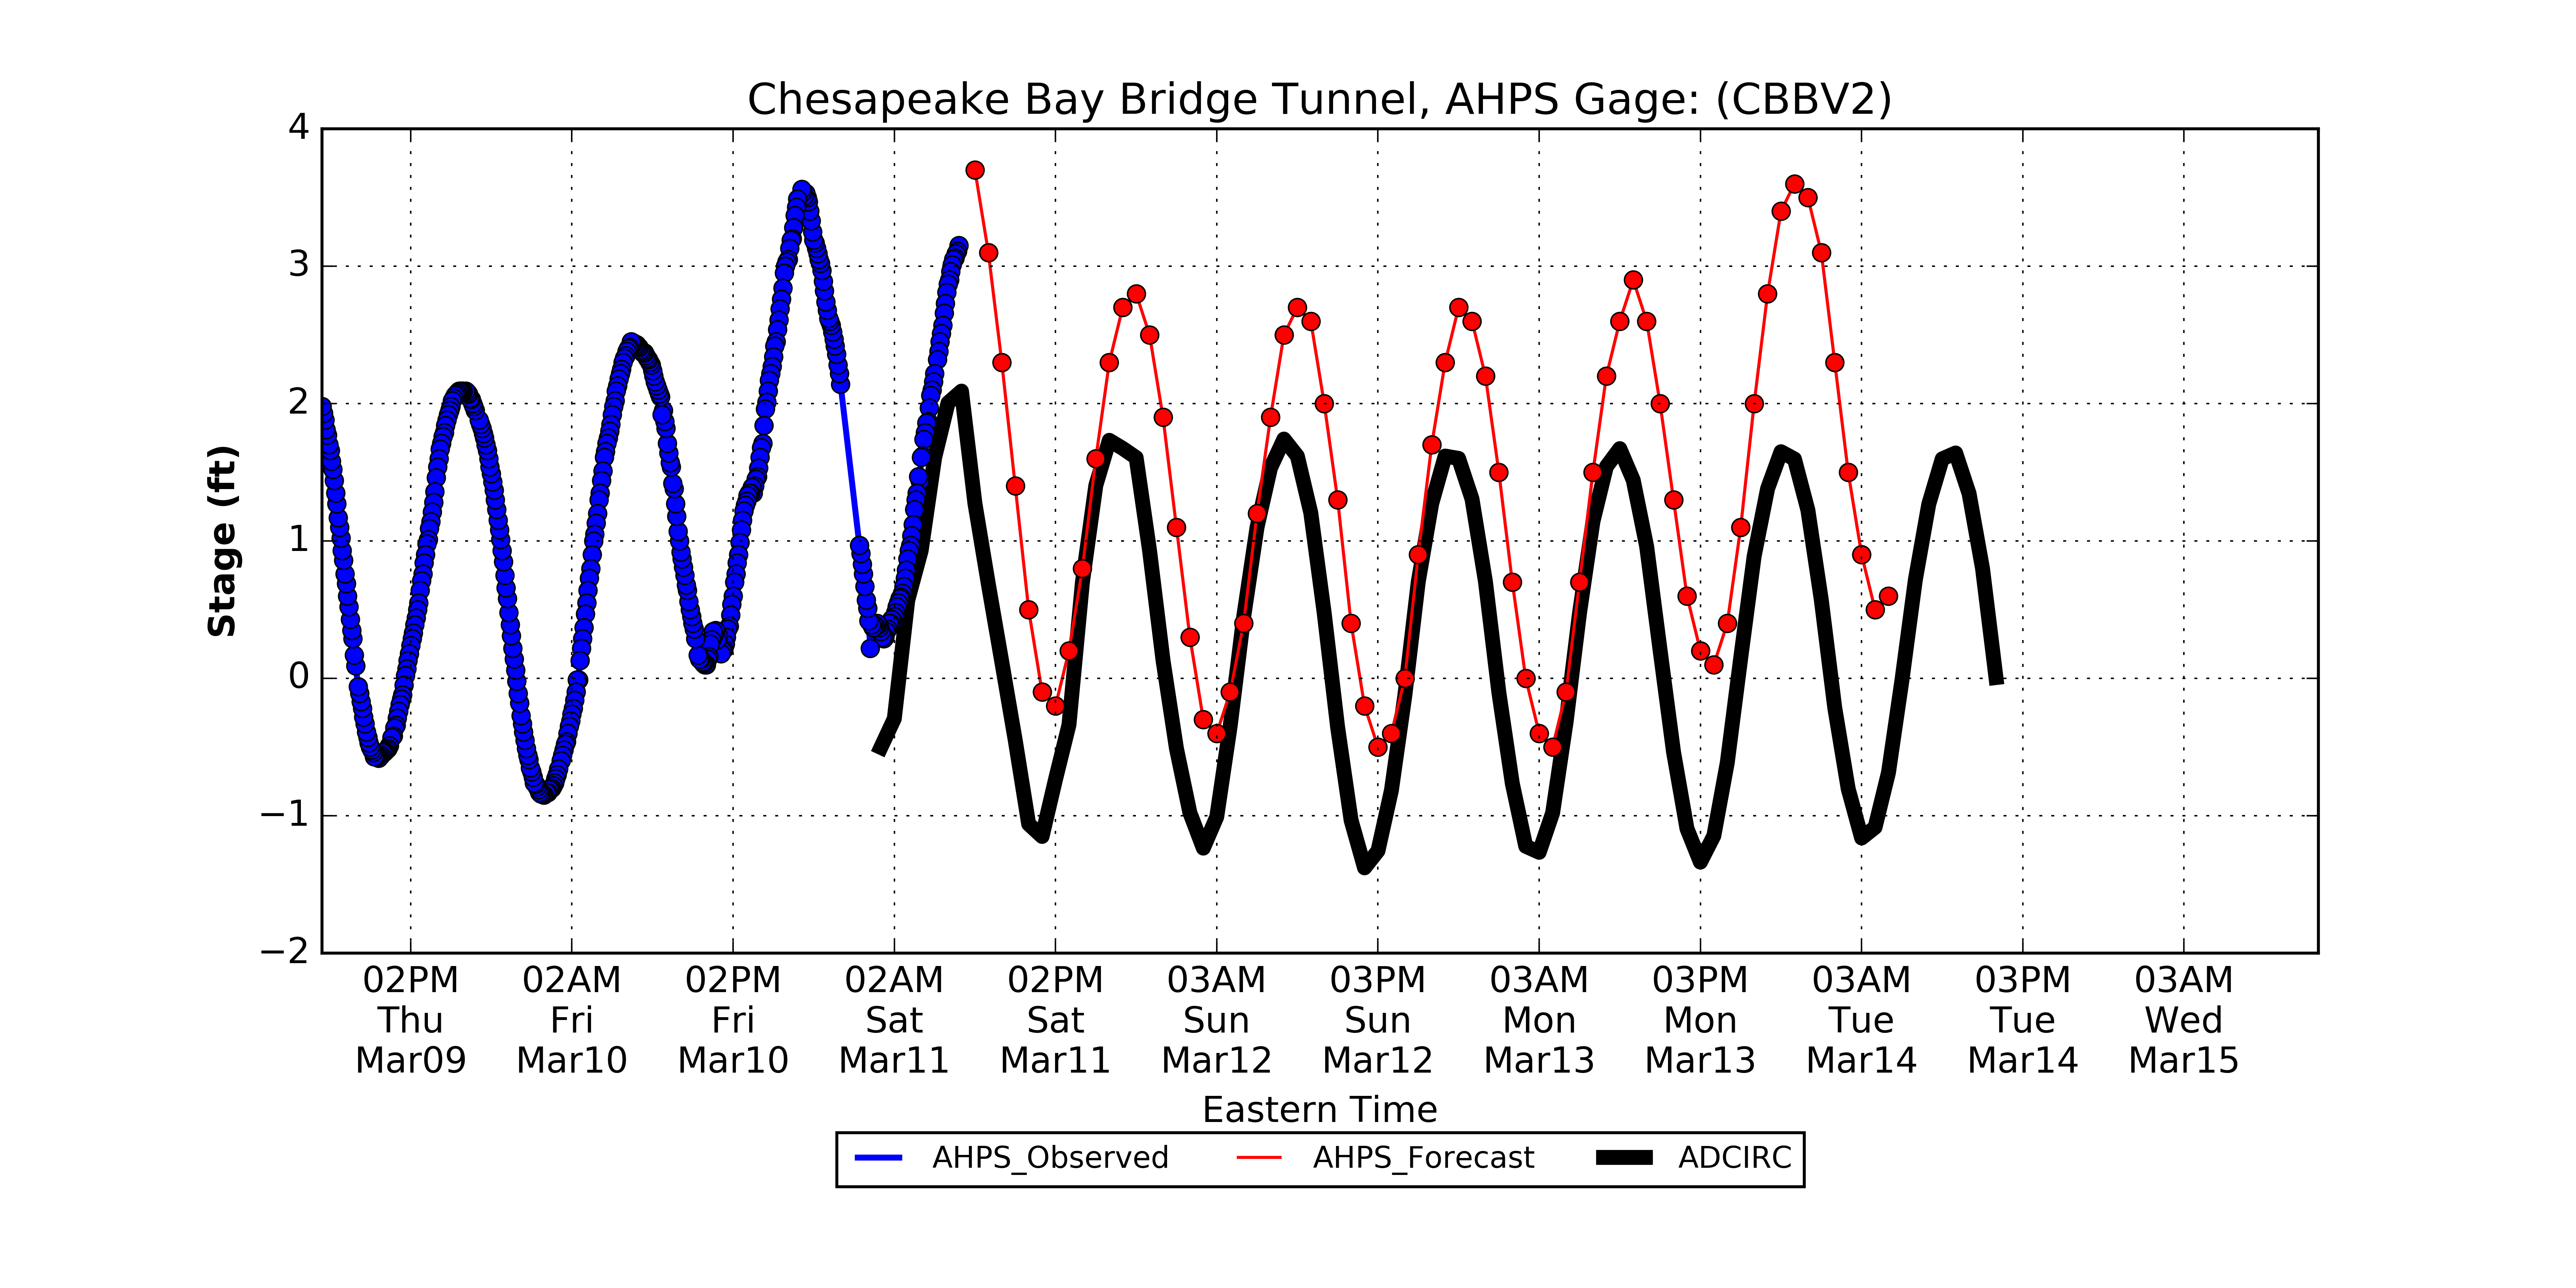 Chesapeake Bay Bridge Tunnel, AHPS Gage: (CBBV2)
4
3
2
1
0
−1
−2
Stage (ft)
02PM 02AM 02PM 02AM 02PM 03AM 03PM 03AM 03PM 03AM 03PM 03AM
Thu Fri Fri Sat Sat Sun Sun Mon Mon Tue Tue Wed
Mar09 Mar10 Mar10 Mar11 Mar11 Mar12 Mar12 Mar13 Mar13 Mar14 Mar14 Mar15
Eastern Time
AHPS_Observed AHPS_Forecast ADCIRC